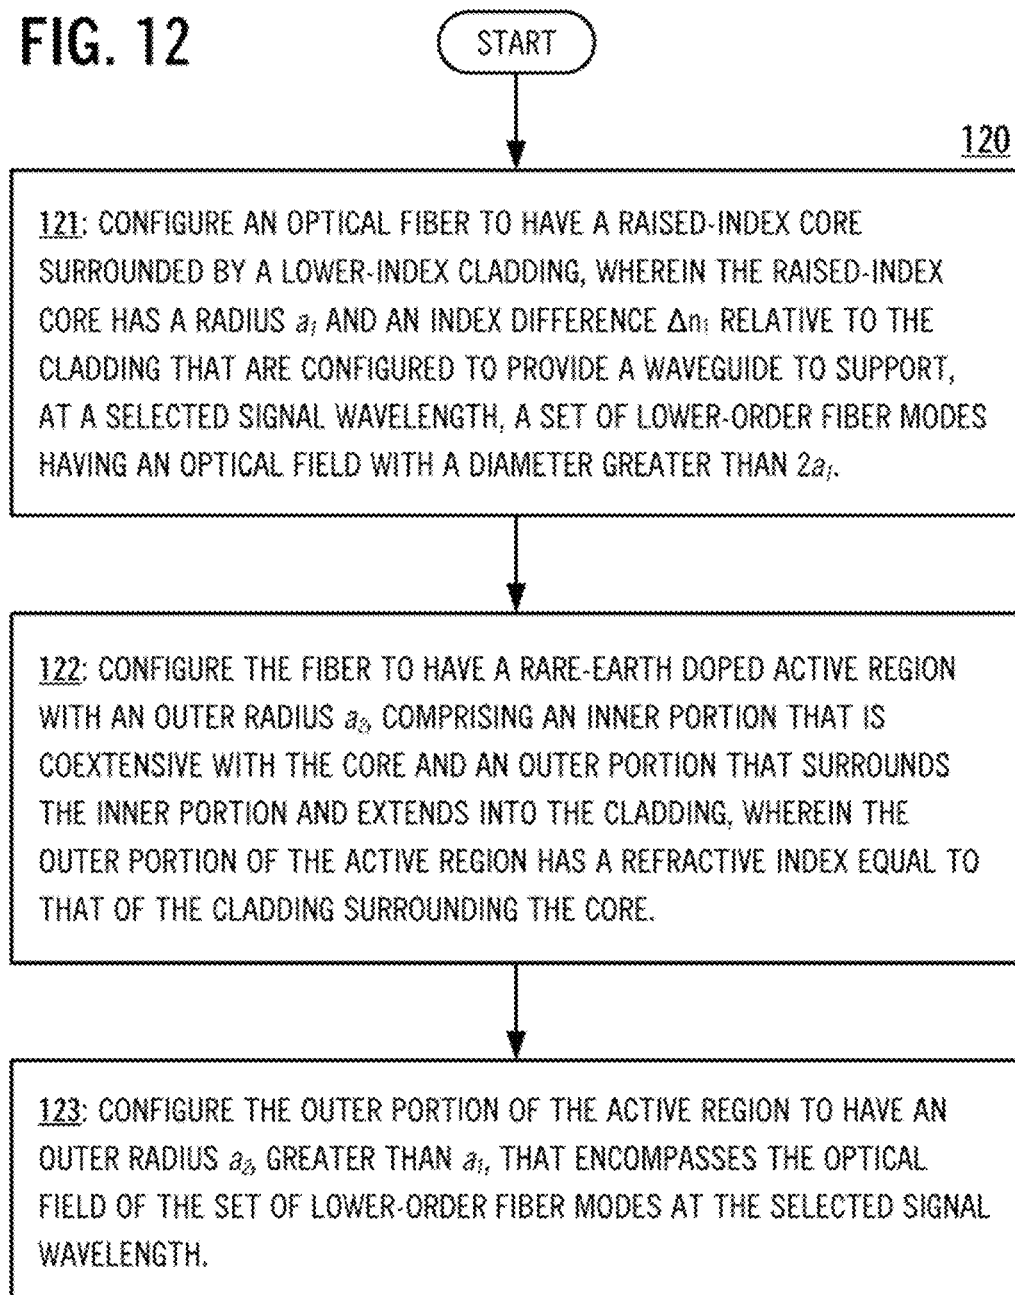 FIG. 12
START
120
121: CONFIGURE AN OPTICAL FIBER TO HAVE A RAISED-INDEX CORE
SURROUNDED BY A LOWER-INDEX CLADDING, WHEREIN THE RAISED-INDEX
CORE HAS A RADIUS a₁ AND AN INDEX DIFFERENCE Δn₁ RELATIVE TO THE
CLADDING THAT ARE CONFIGURED TO PROVIDE A WAVEGUIDE TO SUPPORT,
AT A SELECTED SIGNAL WAVELENGTH, A SET OF LOWER-ORDER FIBER MODES
HAVING AN OPTICAL FIELD WITH A DIAMETER GREATER THAN 2a₁.
122: CONFIGURE THE FIBER TO HAVE A RARE-EARTH DOPED ACTIVE REGION
WITH AN OUTER RADIUS a₂, COMPRISING AN INNER PORTION THAT IS
COEXTENSIVE WITH THE CORE AND AN OUTER PORTION THAT SURROUNDS
THE INNER PORTION AND EXTENDS INTO THE CLADDING, WHEREIN THE
OUTER PORTION OF THE ACTIVE REGION HAS A REFRACTIVE INDEX EQUAL TO
THAT OF THE CLADDING SURROUNDING THE CORE.
123: CONFIGURE THE OUTER PORTION OF THE ACTIVE REGION TO HAVE AN
OUTER RADIUS a₂, GREATER THAN a₁, THAT ENCOMPASSES THE OPTICAL
FIELD OF THE SET OF LOWER-ORDER FIBER MODES AT THE SELECTED SIGNAL
WAVELENGTH.